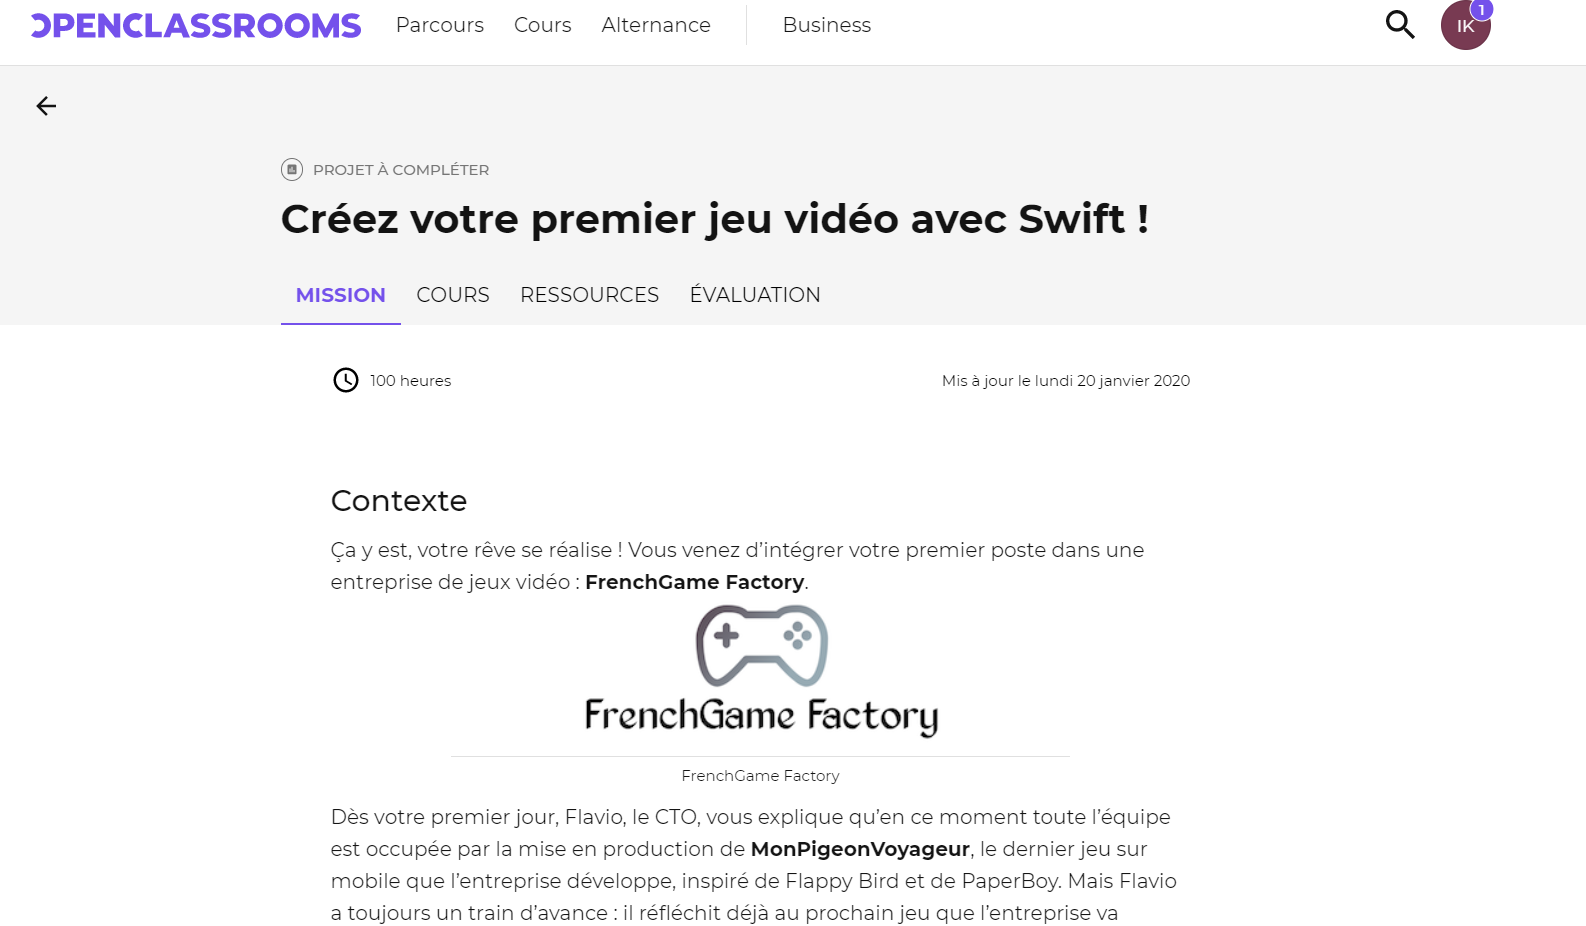 OPENCLASSROOMS Parcours Cours Alternance Business 1 IK
PROJET À COMPLÉTER
Créez votre premier jeu vidéo avec Swift !
MISSION COURS RESSOURCES ÉVALUATION
100 heures Mis à jour le lundi 20 janvier 2020
Contexte
Ça y est, votre rêve se réalise ! Vous venez d’intégrer votre premier poste dans une
entreprise de jeux vidéo : FrenchGame Factory.
FrenchGame Factory
FrenchGame Factory
Dès votre premier jour, Flavio, le CTO, vous explique qu’en ce moment toute l’équipe
est occupée par la mise en production de MonPigeonVoyageur, le dernier jeu sur
mobile que l’entreprise développe, inspiré de Flappy Bird et de PaperBoy. Mais Flavio
a toujours un train d’avance : il réfléchit déjà au prochain jeu que l’entreprise va